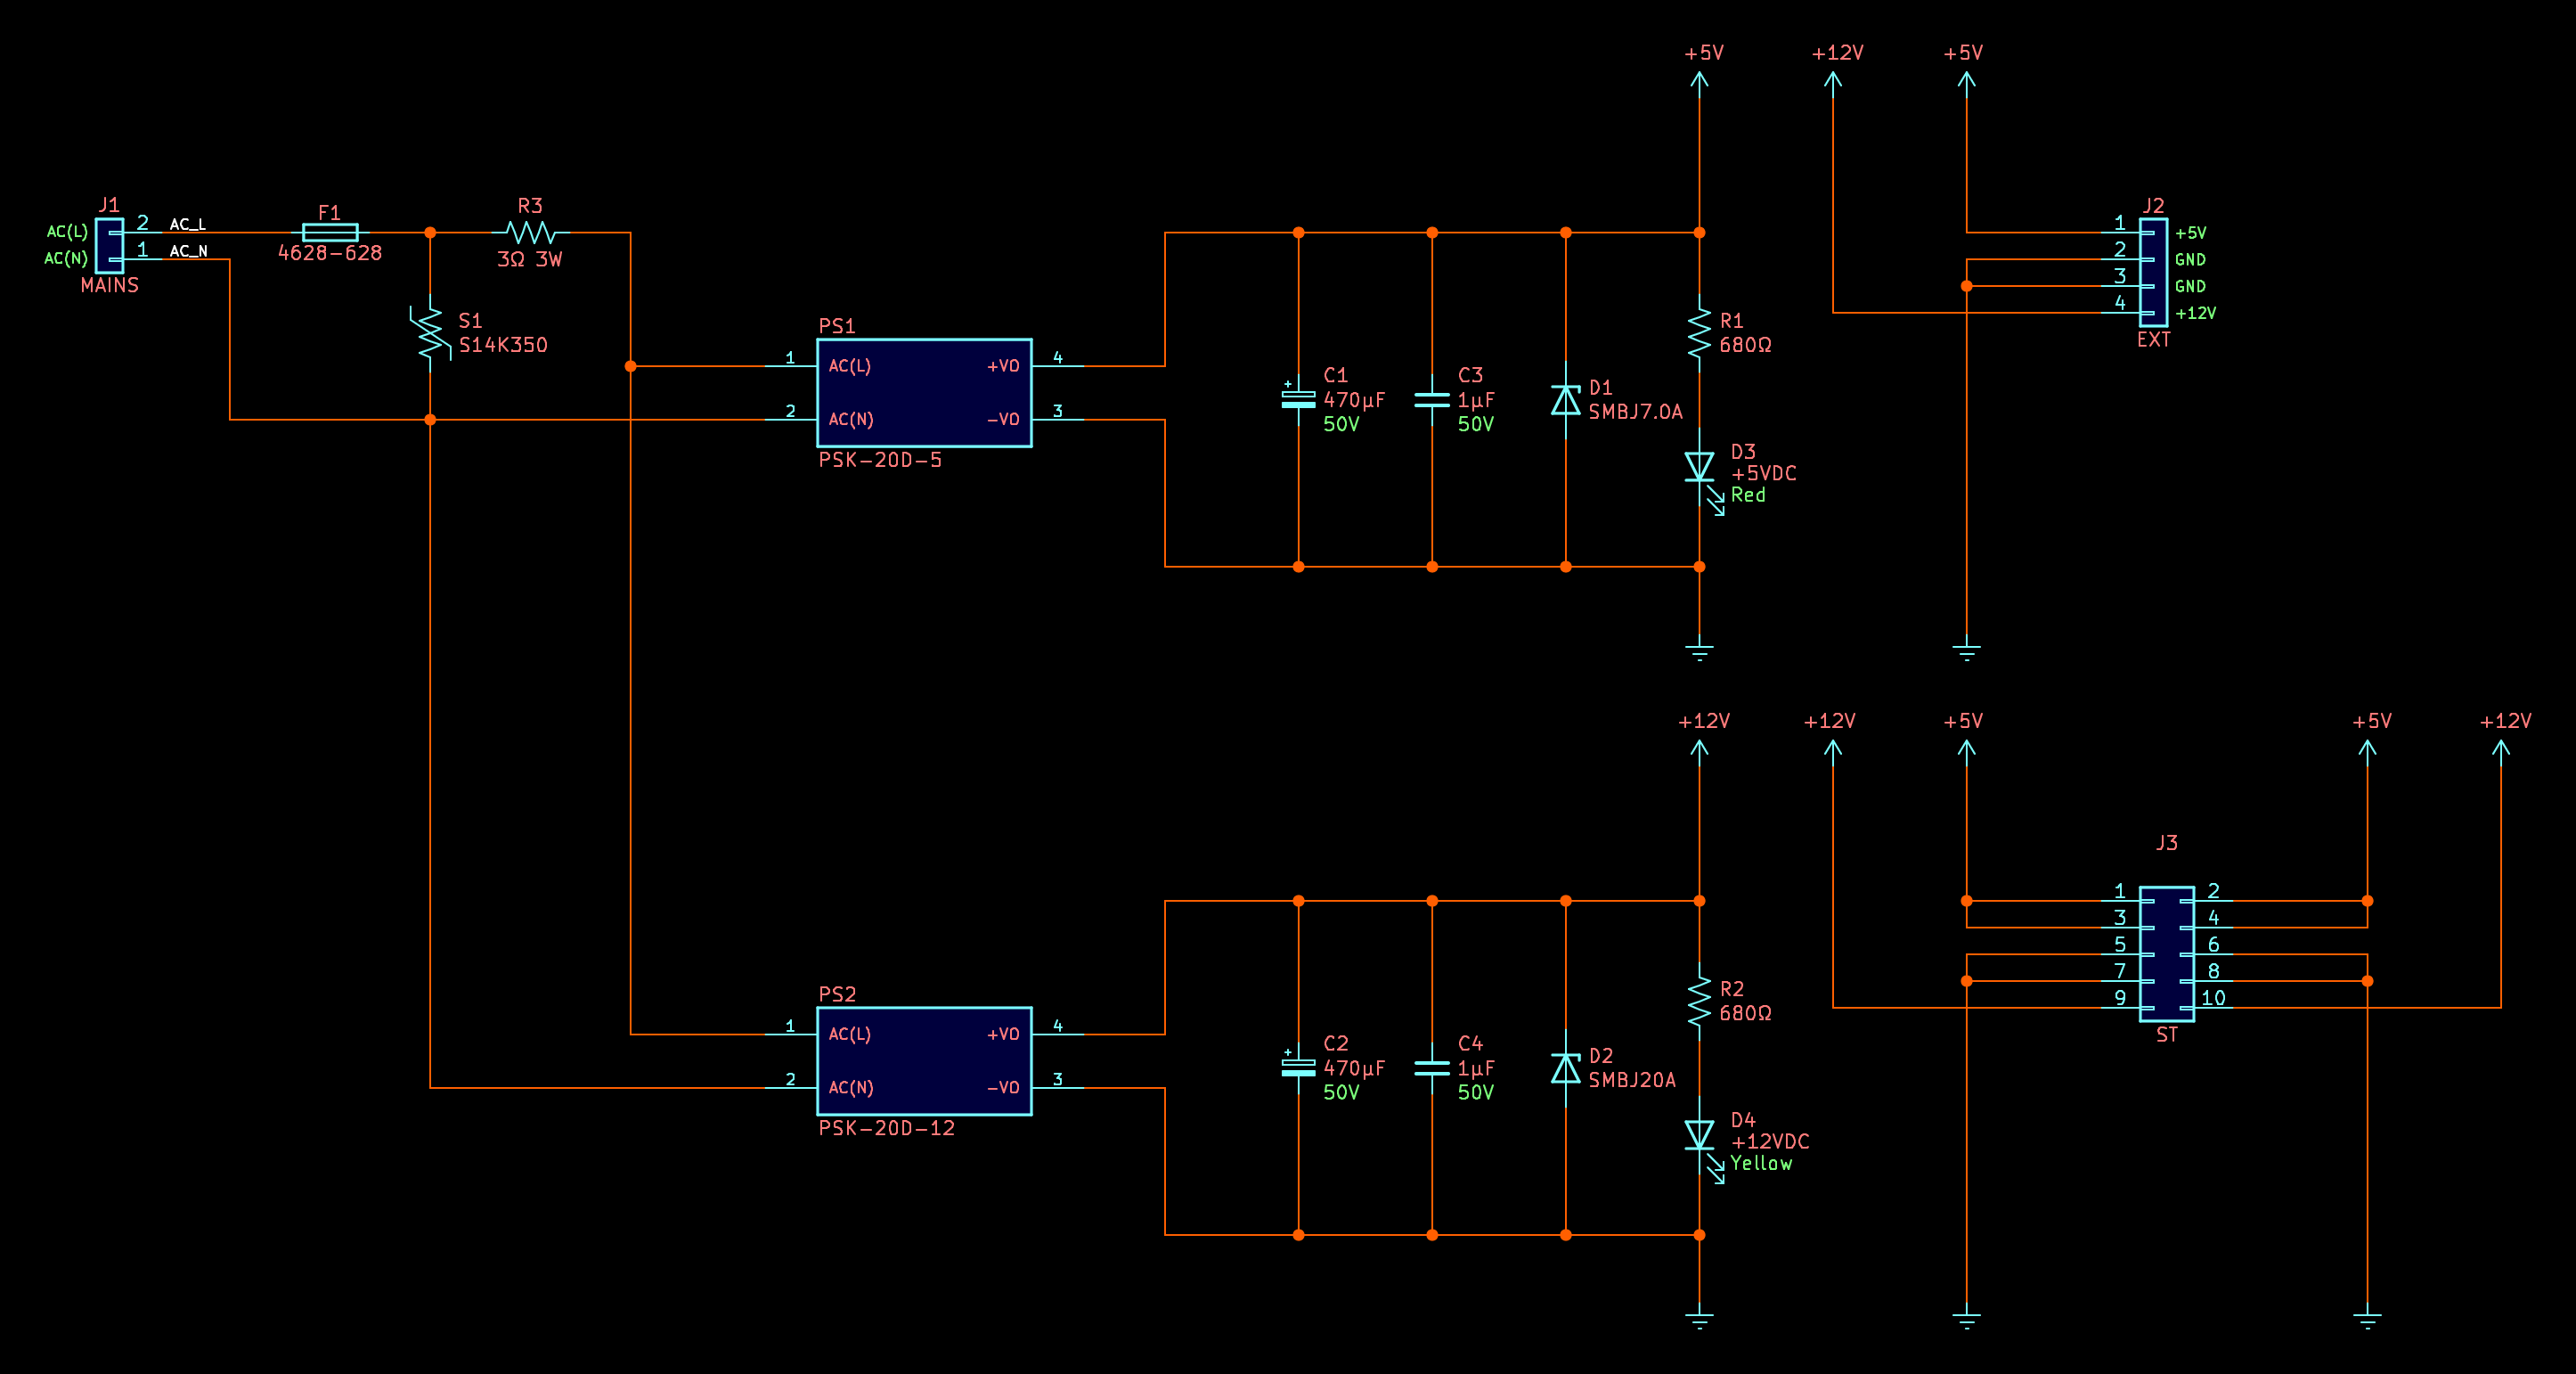 +5V
+12V
+5V
J1
AC(L)
AC(N)
2
1
AC_L
AC_N
MAINS
F1
4628-628
R3
3Ω 3W
S1
S14K350
PS1
1
2
AC(L)
AC(N)
+VO
-VO
4
3
PSK-20D-5
C1
470µF
50V
C3
1µF
50V
D1
SMBJ7.0A
R1
680Ω
D3
+5VDC
Red
J2
1
2
3
4
+5V
GND
GND
+12V
EXT
+12V
+12V
+5V
+5V
+12V
PS2
1
2
AC(L)
AC(N)
+VO
-VO
4
3
PSK-20D-12
C2
470µF
50V
C4
1µF
50V
D2
SMBJ20A
R2
680Ω
D4
+12VDC
Yellow
J3
1 2
3 4
5 6
7 8
9 10
ST